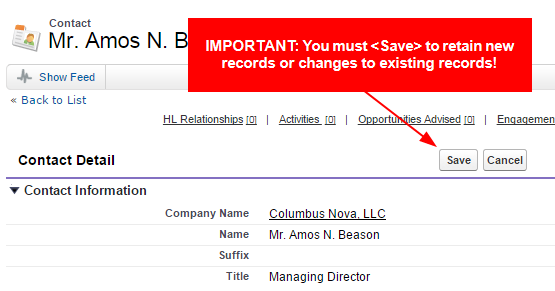 Contact
Mr. Amos N. Beas
IMPORTANT: You must <Save> to retain new
records or changes to existing records!
Show Feed
« Back to List
HL Relationships [0] | Activities [0] | Opportunities Advised [0] | Engagemen
Contact Detail
Save Cancel
Contact Information
Company Name Columbus Nova, LLC
Name Mr. Amos N. Beason
Suffix
Title Managing Director